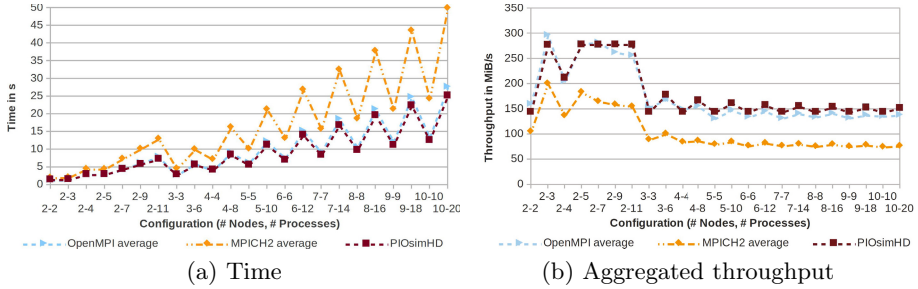 50
45
40
35
30
25
20
15
10
5
0
Time in s
2-3 2-5 2-9 3-3 4-4 5-5 6-6 7-7 8-8 9-9 10-10
2-2 2-4 2-7 2-11 3-6 4-8 5-10 6-12 7-14 8-16 9-18 10-20
Configuration (# Nodes, # Processes)
OpenMPI average MPICH2 average PIOsimHD
(a) Time
350
300
250
200
150
100
50
0
Throughput in MiB/s
2-3 2-5 2-9 3-3 4-4 5-5 6-6 7-7 8-8 9-9 10-10
2-2 2-4 2-7 2-11 3-6 4-8 5-10 6-12 7-14 8-16 9-18 10-20
Configuration (# Nodes, # Processes)
OpenMPI average MPICH2 average PIOsimHD
(b) Aggregated throughput